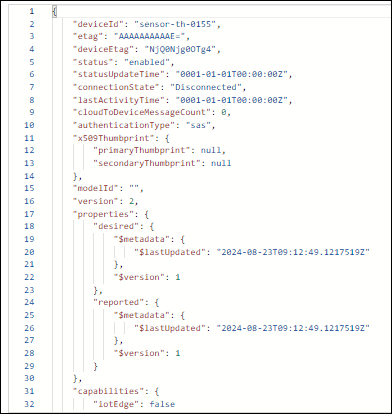 1 {
2 "deviceId": "sensor-th-0155",
3 "etag": "AAAAAAAAAAE=",
4 "deviceEtag": "NjQ0Njg0OTg4",
5 "status": "enabled",
6 "statusUpdateTime": "0001-01-01T00:00:00Z",
7 "connectionState": "Disconnected",
8 "lastActivityTime": "0001-01-01T00:00:00Z",
9 "cloudToDeviceMessageCount": 0,
10 "authenticationType": "sas",
11 "x509Thumbprint": {
12 "primaryThumbprint": null,
13 "secondaryThumbprint": null
14 },
15 "modelId": "",
16 "version": 2,
17 "properties": {
18 "desired": {
19 "$metadata": {
20 "$lastUpdated": "2024-08-23T09:12:49.1217519Z"
21 },
22 "$version": 1
23 },
24 "reported": {
25 "$metadata": {
26 "$lastUpdated": "2024-08-23T09:12:49.1217519Z"
27 },
28 "$version": 1
29 }
30 },
31 "capabilities": {
32 "iotEdge": false